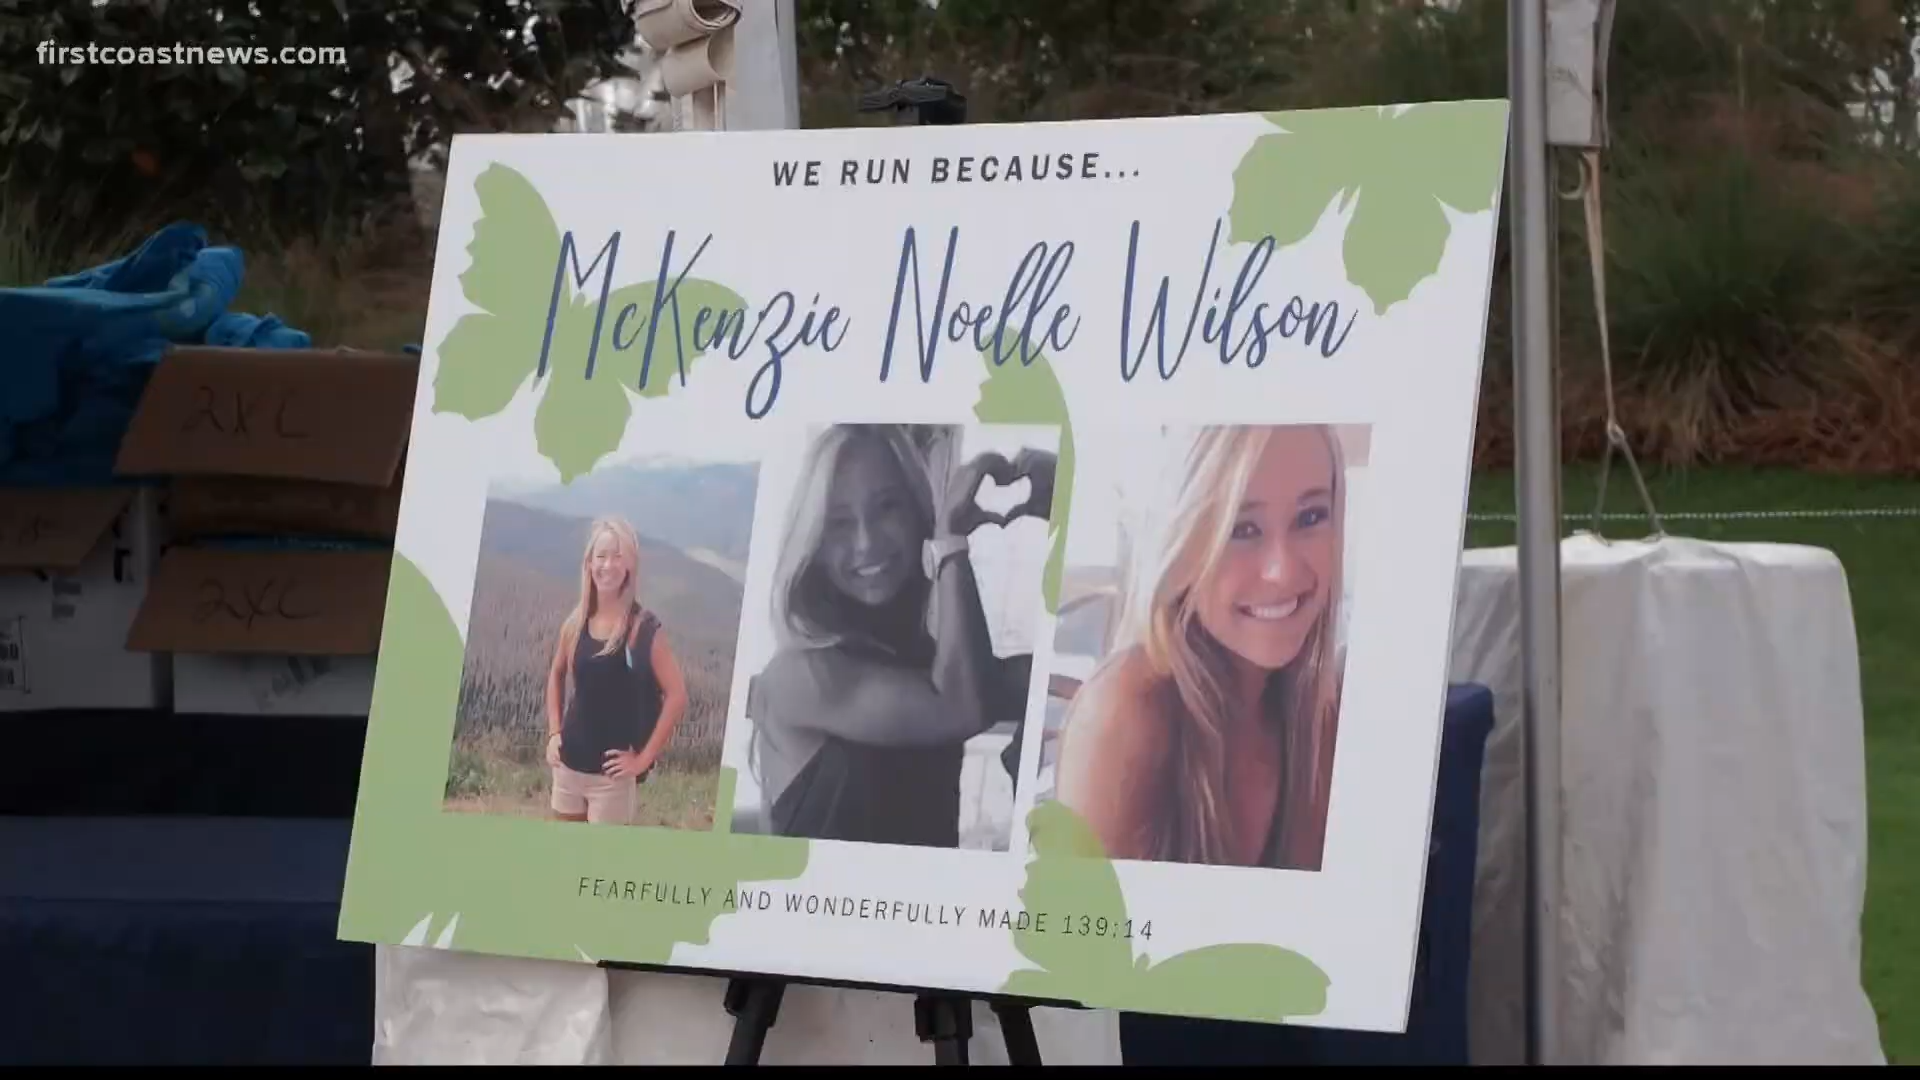 firstcoastnews.com
WE RUN BECAUSE...
McKenzie Noelle Wilson
2XL
2XL
FEARFULLY AND WONDERFULLY MADE 139:14